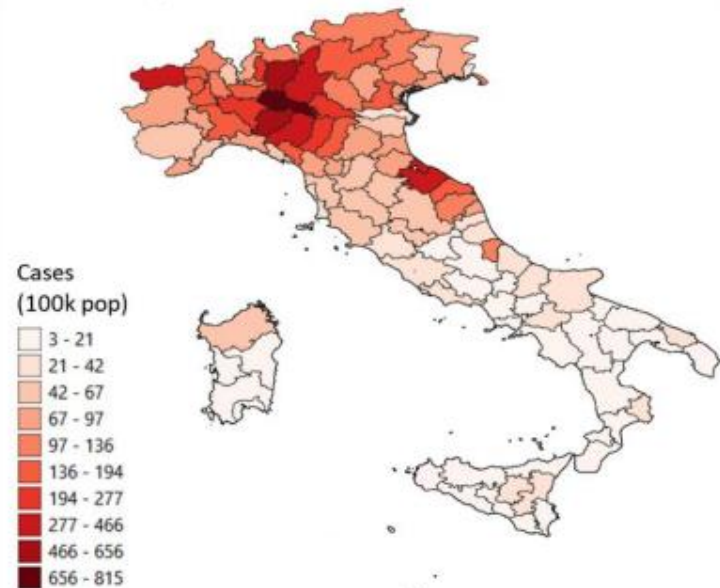 Cases
(100k pop)
3 - 21
21 - 42
42 - 67
67 - 97
97 - 136
136 - 194
194 - 277
277 - 466
466 - 656
656 - 815